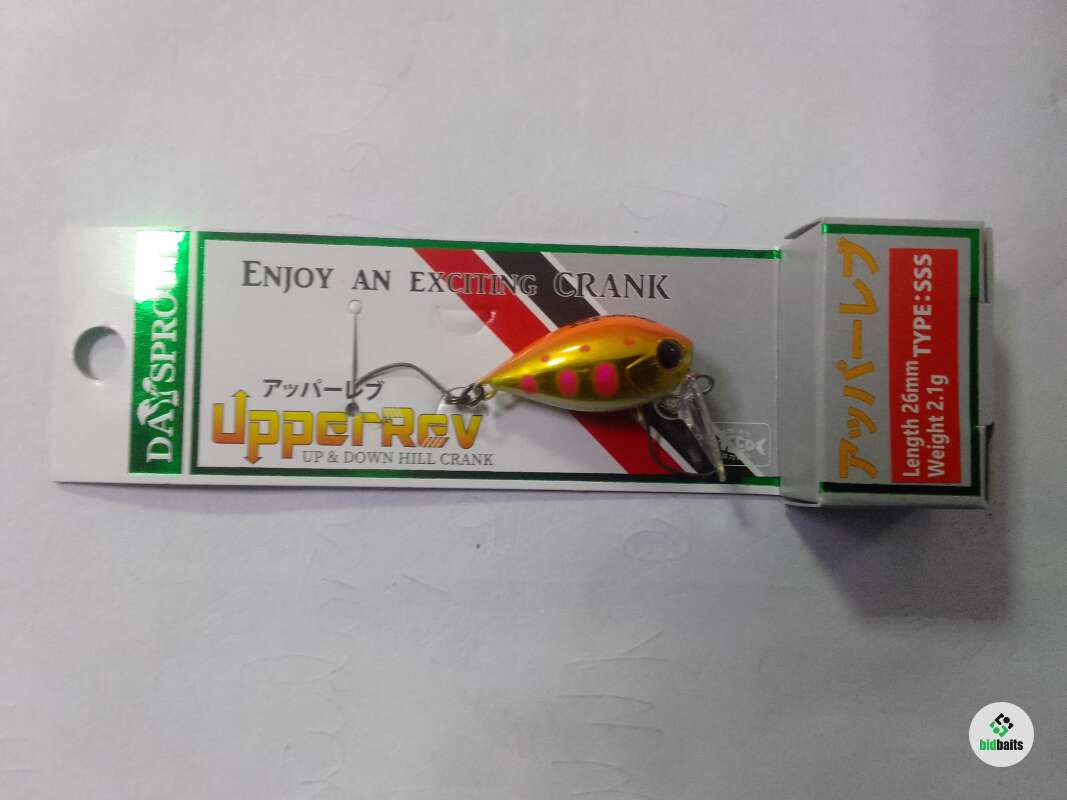 DAYSPROUT
ENJOY AN EXCITING CRANK
アッパーレブ
UpperRev
UP & DOWN HILL CRANK
アッパーレブ
Length 26mm
Weight 2.1g
TYPE:SSS
bidbaits